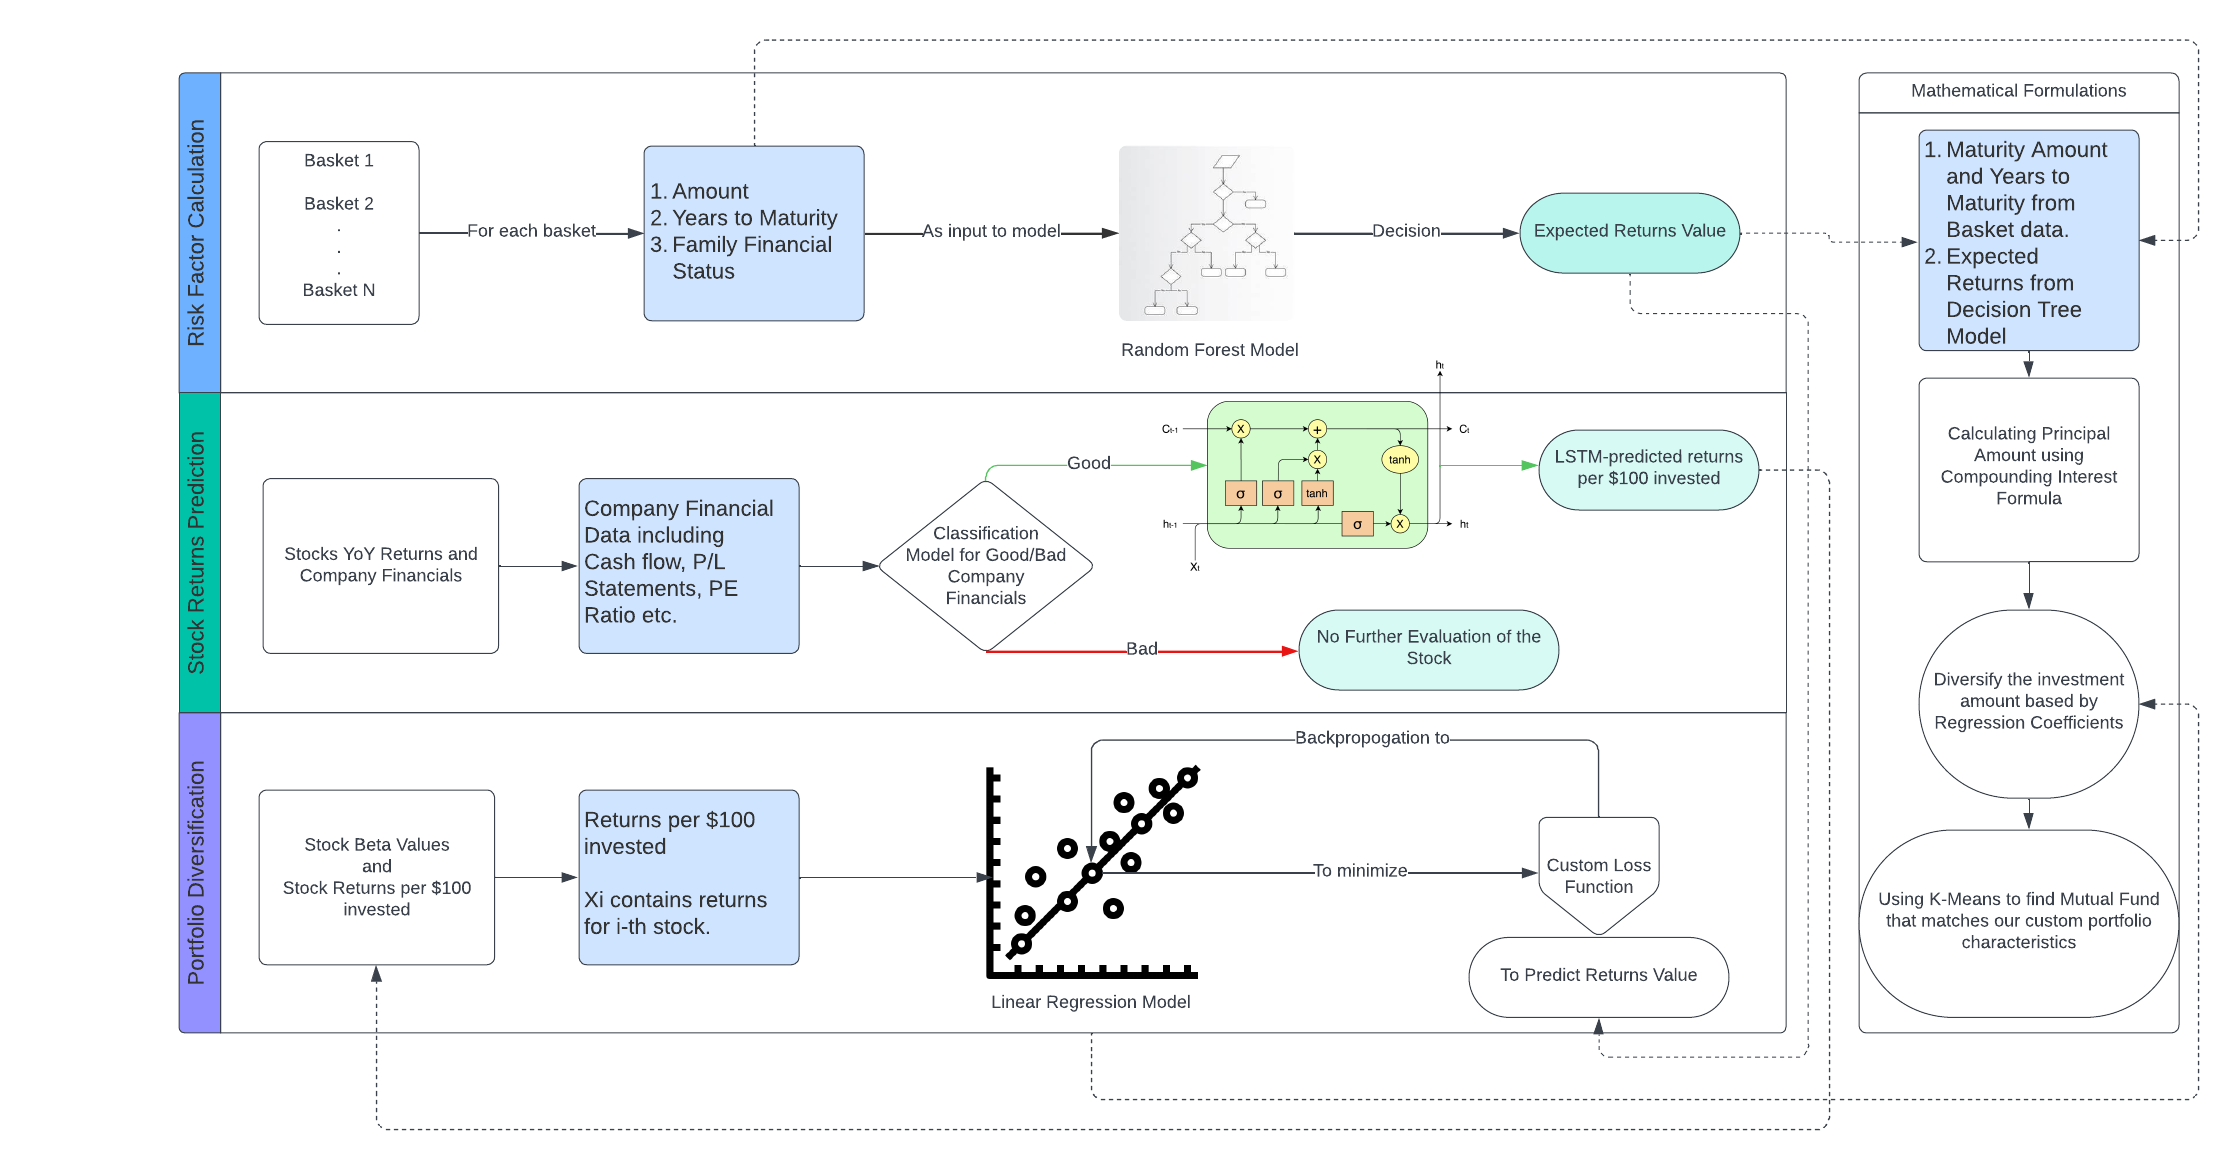 Risk Factor Calculation
Basket 1
Basket 2
.
.
.
Basket N
For each basket
1. Amount
2. Years to Maturity
3. Family Financial
Status
As input to model
Random Forest Model
Decision
Expected Returns Value
Stock Returns Prediction
Stocks YoY Returns and
Company Financials
Company Financial
Data including
Cash flow, P/L
Statements, PE
Ratio etc.
Classification
Model for Good/Bad
Company
Financials
Good
Bad
ht
Ct-1
X
+
Ct
X
tanh
σ
σ
tanh
ht-1
σ
X
ht
Xt
LSTM-predicted returns
per $100 invested
No Further Evaluation of the
Stock
Portfolio Diversification
Stock Beta Values
and
Stock Returns per $100
invested
Returns per $100
invested
Xi contains returns
for i-th stock.
Linear Regression Model
Backpropogation to
To minimize
Custom Loss
Function
To Predict Returns Value
Mathematical Formulations
1. Maturity Amount
and Years to
Maturity from
Basket data.
2. Expected
Returns from
Decision Tree
Model
Calculating Principal
Amount using
Compounding Interest
Formula
Diversify the investment
amount based by
Regression Coefficients
Using K-Means to find Mutual Fund
that matches our custom portfolio
characteristics